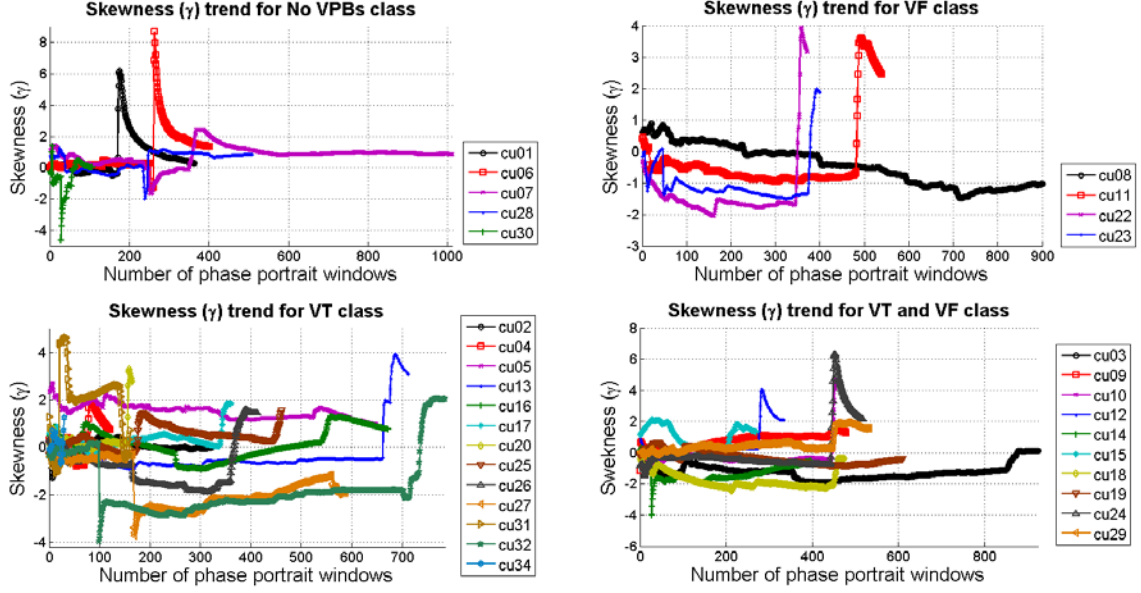 Skewness (γ) trend for No VPBs class
Skewness (γ)
8
6
4
2
0
-2
-4
0
200
400
600
800
1000
Number of phase portrait windows
cu01
cu06
cu07
cu28
cu30
Skewness (γ) trend for VF class
Skewness (γ)
4
3
2
1
0
-1
-2
-3
0
100
200
300
400
500
600
700
800
900
Number of phase portrait windows
cu08
cu11
cu22
cu23
Skewness (γ) trend for VT class
Skewness (γ)
4
2
0
-2
-4
0
100
200
300
400
500
600
700
Number of phase portrait windows
cu02
cu04
cu05
cu13
cu16
cu17
cu20
cu25
cu26
cu27
cu31
cu32
cu34
Skewness (γ) trend for VT and VF class
Swekness (γ)
8
6
4
2
0
-2
-4
-6
0
200
400
600
800
Number of phase portrait windows
cu03
cu09
cu10
cu12
cu14
cu15
cu18
cu19
cu24
cu29